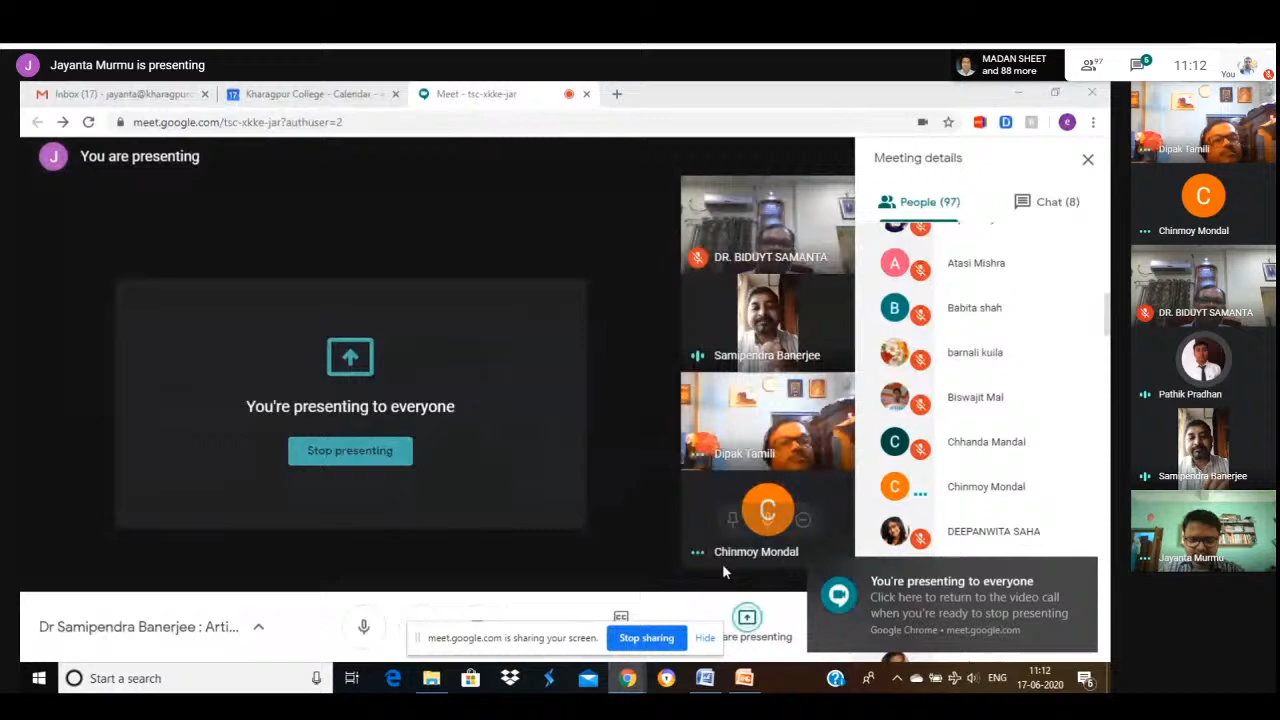 J Jayanta Murmu is presenting
MADAN SHEET
and 88 more
97
5
11:12
You
Inbox (17) - jayanta@kharagpur
17 Kharagpur College - Calendar -
Meet - tsc-xkke-jar
meet.google.com/tsc-xkke-jar?authuser=2
J You are presenting
Meeting details
People (97)
Chat (8)
You're presenting to everyone
Stop presenting
DR. BIDUYT SAMANTA
Samipendra Banerjee
Dipak Tamili
C
Chinmoy Mondal
A Atasi Mishra
B Babita shah
barnali kuila
Biswajit Mal
C Chhanda Mandal
C Chinmoy Mondal
DEEPANWITA SAHA
Dipak Tamili
C
Chinmoy Mondal
DR. BIDUYT SAMANTA
Pathik Pradhan
Samipendra Banerjee
Jayanta Murmu
You're presenting to everyone
Click here to return to the video call
when you're ready to stop presenting
Google Chrome • meet.google.com
Dr Samipendra Banerjee : Arti...
meet.google.com is sharing your screen.
Stop sharing
Hide
are presenting
Start a search
ENG
11:12
17-06-2020
6